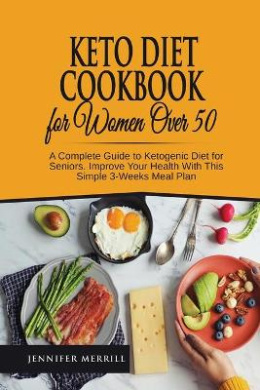 KETO DIET
COOKBOOK
for Women Over 50
A Complete Guide to Ketogenic Diet for
Seniors. Improve Your Health With This
Simple 3-Weeks Meal Plan
JENNIFER MERRILL